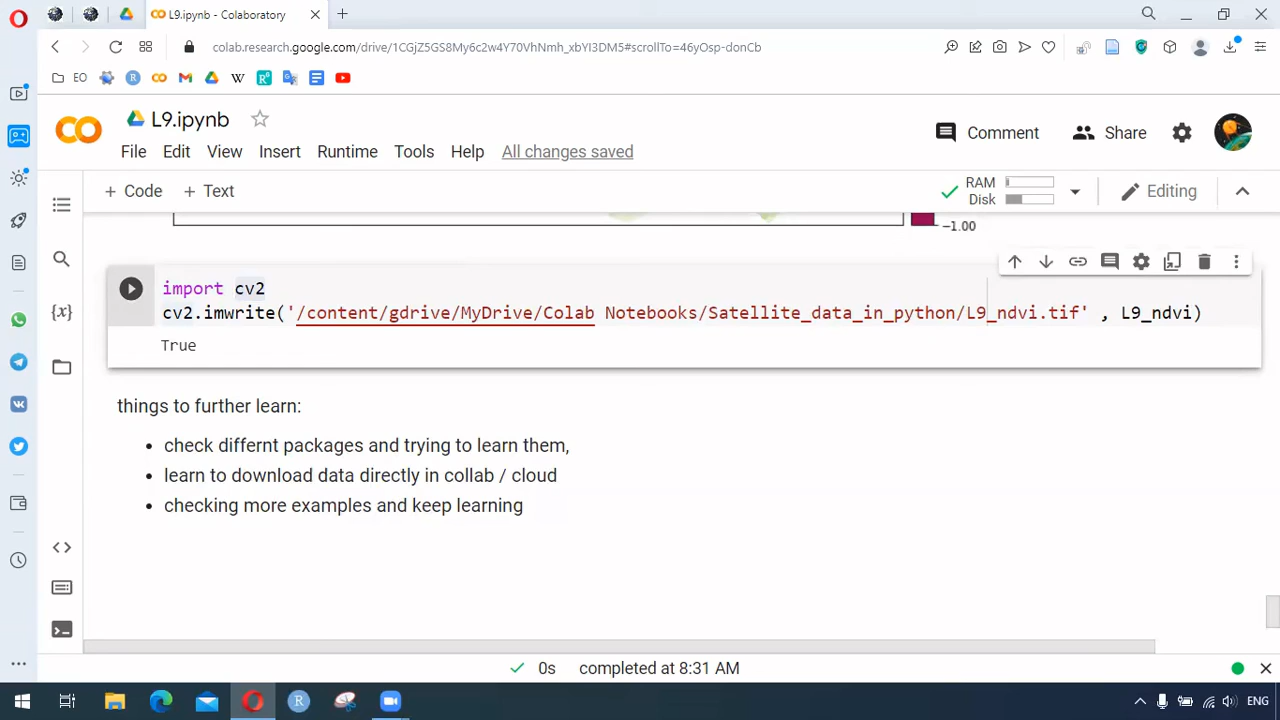 L9.ipynb - Colaboratory
colab.research.google.com/drive/1CGjZ5GS8My6c2w4Y70VhNmh_xbYI3DM5#scrollTo=46yOsp-donCb
EO
L9.ipynb
Comment
Share
File Edit View Insert Runtime Tools Help All changes saved
+ Code + Text
RAM
Disk
Editing
−1.00
import cv2
cv2.imwrite('/content/gdrive/MyDrive/Colab Notebooks/Satellite_data_in_python/L9_ndvi.tif' , L9_ndvi)
True
things to further learn:
• check differnt packages and trying to learn them,
• learn to download data directly in collab / cloud
• checking more examples and keep learning
0s completed at 8:31 AM
ENG